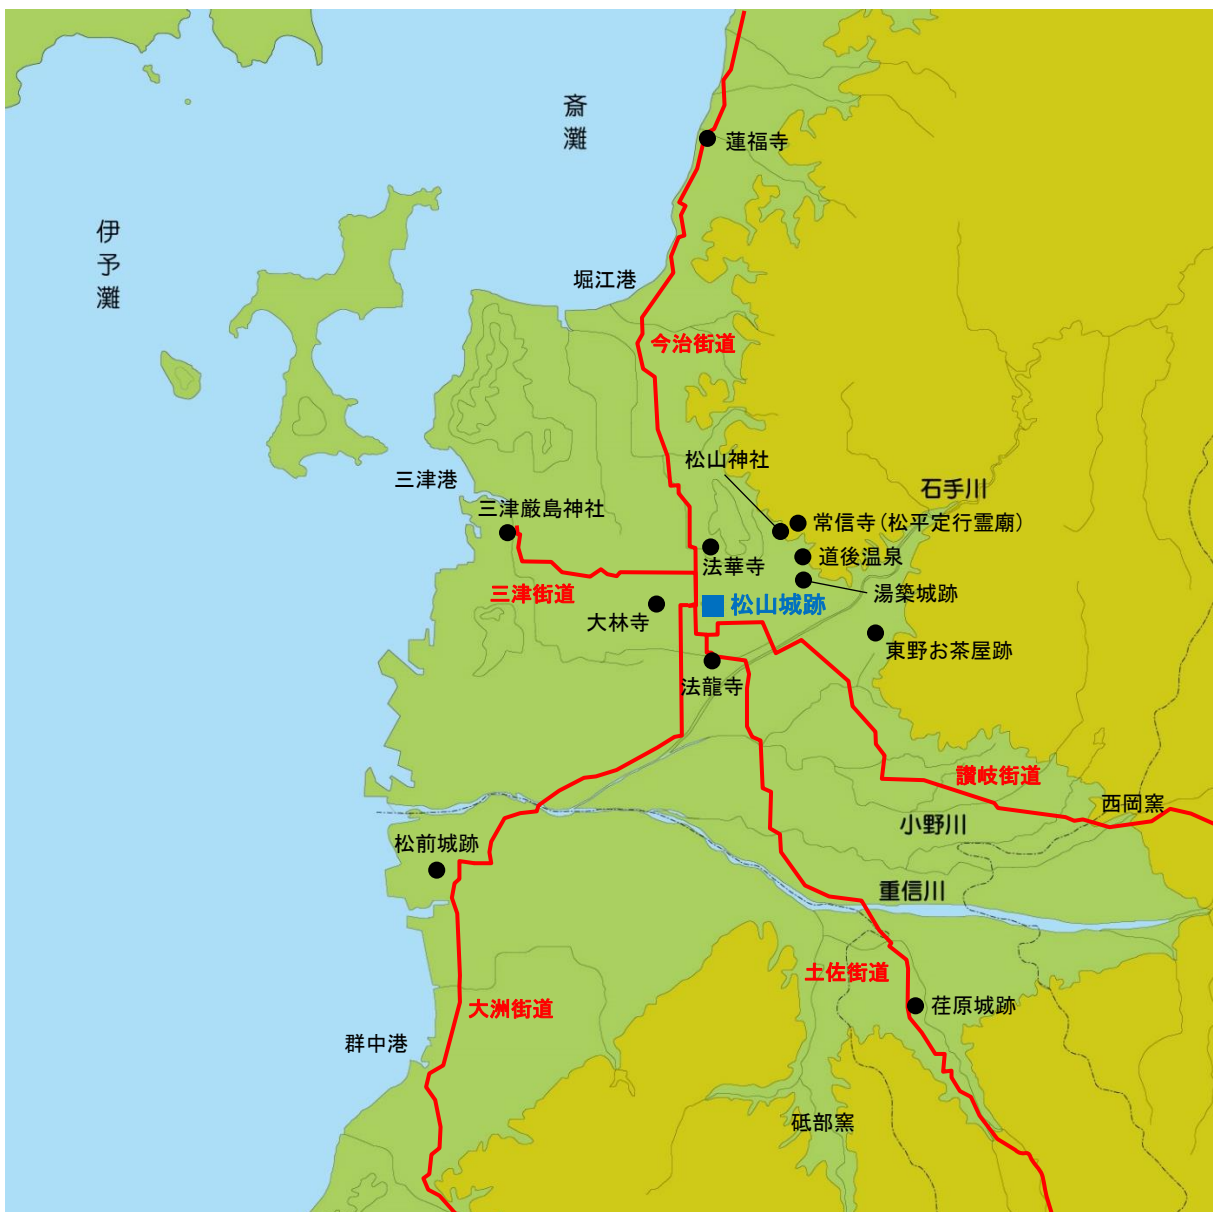 斎灘
蓮福寺
伊予灘
堀江港
今治街道
松山神社
三津港
石手川
三津厳島神社
常信寺(松平定行霊廟)
道後温泉
法華寺
三津街道
湯築城跡
松山城跡
大林寺
東野お茶屋跡
法龍寺
讃岐街道
西岡窯
小野川
松前城跡
重信川
土佐街道
大洲街道
荏原城跡
群中港
砥部窯